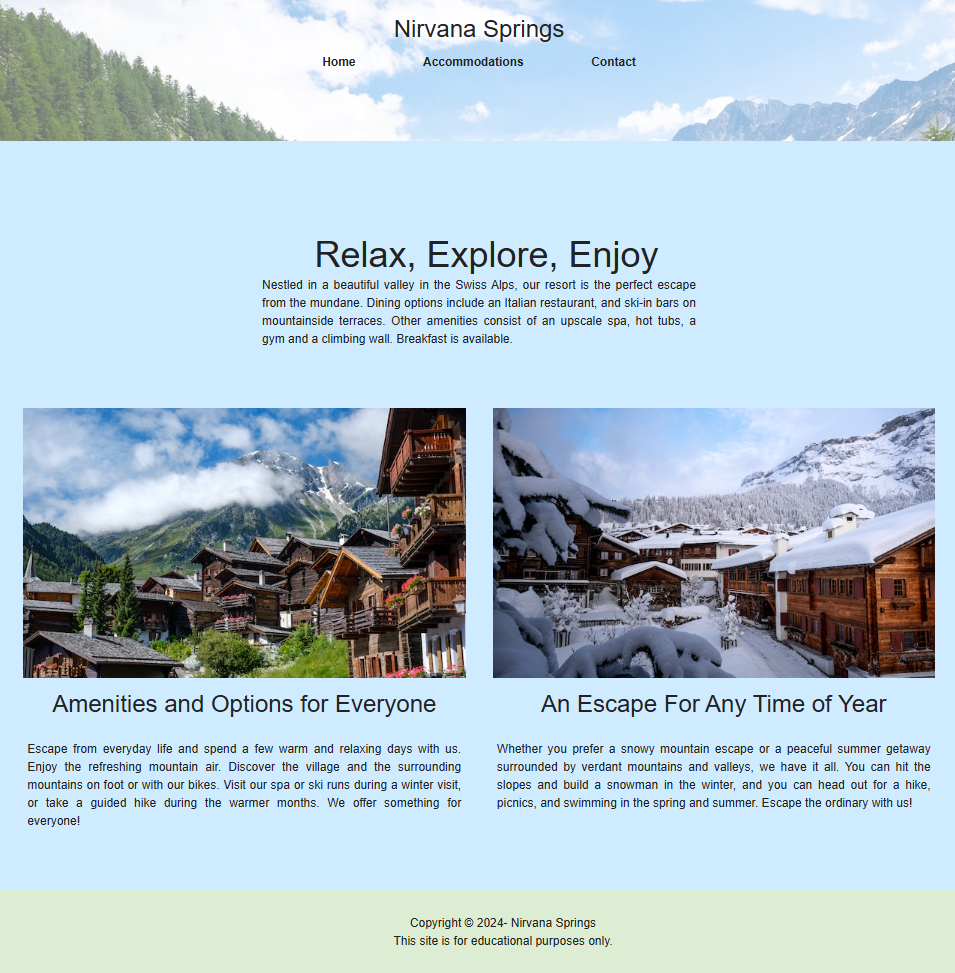 Nirvana Springs
Home Accommodations Contact
Relax, Explore, Enjoy
Nestled in a beautiful valley in the Swiss Alps, our resort is the perfect escape
from the mundane. Dining options include an Italian restaurant, and ski-in bars on
mountainside terraces. Other amenities consist of an upscale spa, hot tubs, a
gym and a climbing wall. Breakfast is available.
Amenities and Options for Everyone
Escape from everyday life and spend a few warm and relaxing days with us.
Enjoy the refreshing mountain air. Discover the village and the surrounding
mountains on foot or with our bikes. Visit our spa or ski runs during a winter visit,
or take a guided hike during the warmer months. We offer something for
everyone!
An Escape For Any Time of Year
Whether you prefer a snowy mountain escape or a peaceful summer getaway
surrounded by verdant mountains and valleys, we have it all. You can hit the
slopes and build a snowman in the winter, and you can head out for a hike,
picnics, and swimming in the spring and summer. Escape the ordinary with us!
Copyright © 2024- Nirvana Springs
This site is for educational purposes only.